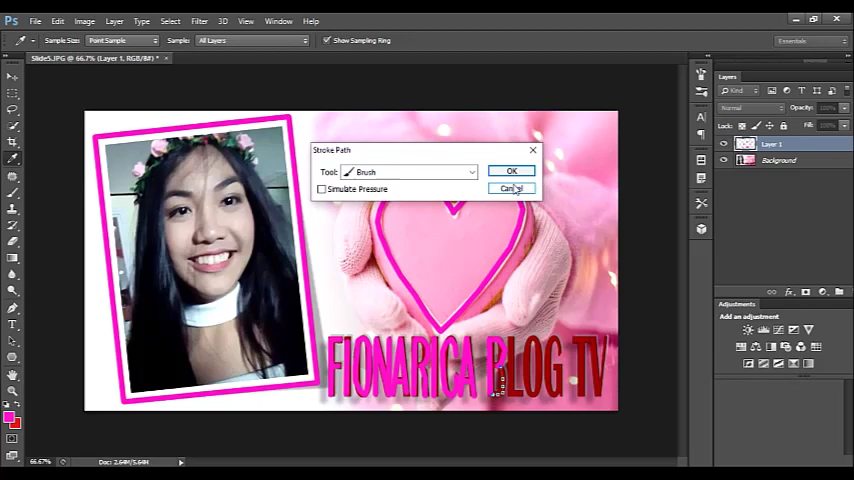 Ps File Edit Image Layer Type Select Filter 3D View Window Help
Sample Size: Point Sample Sample: All Layers Show Sampling Ring Essentials
Slide5.JPG @ 66.7% (Layer 1, RGB/8#) * ×
Layers
Kind
Normal Opacity:
Lock: Fill:
Layer 1
Background
Stroke Path
Tool: Brush OK
Simulate Pressure Cancel
FIONARICA BLOG TV
Adjustments
Add an adjustment
66.67% Doc: 2.64M/5.64M